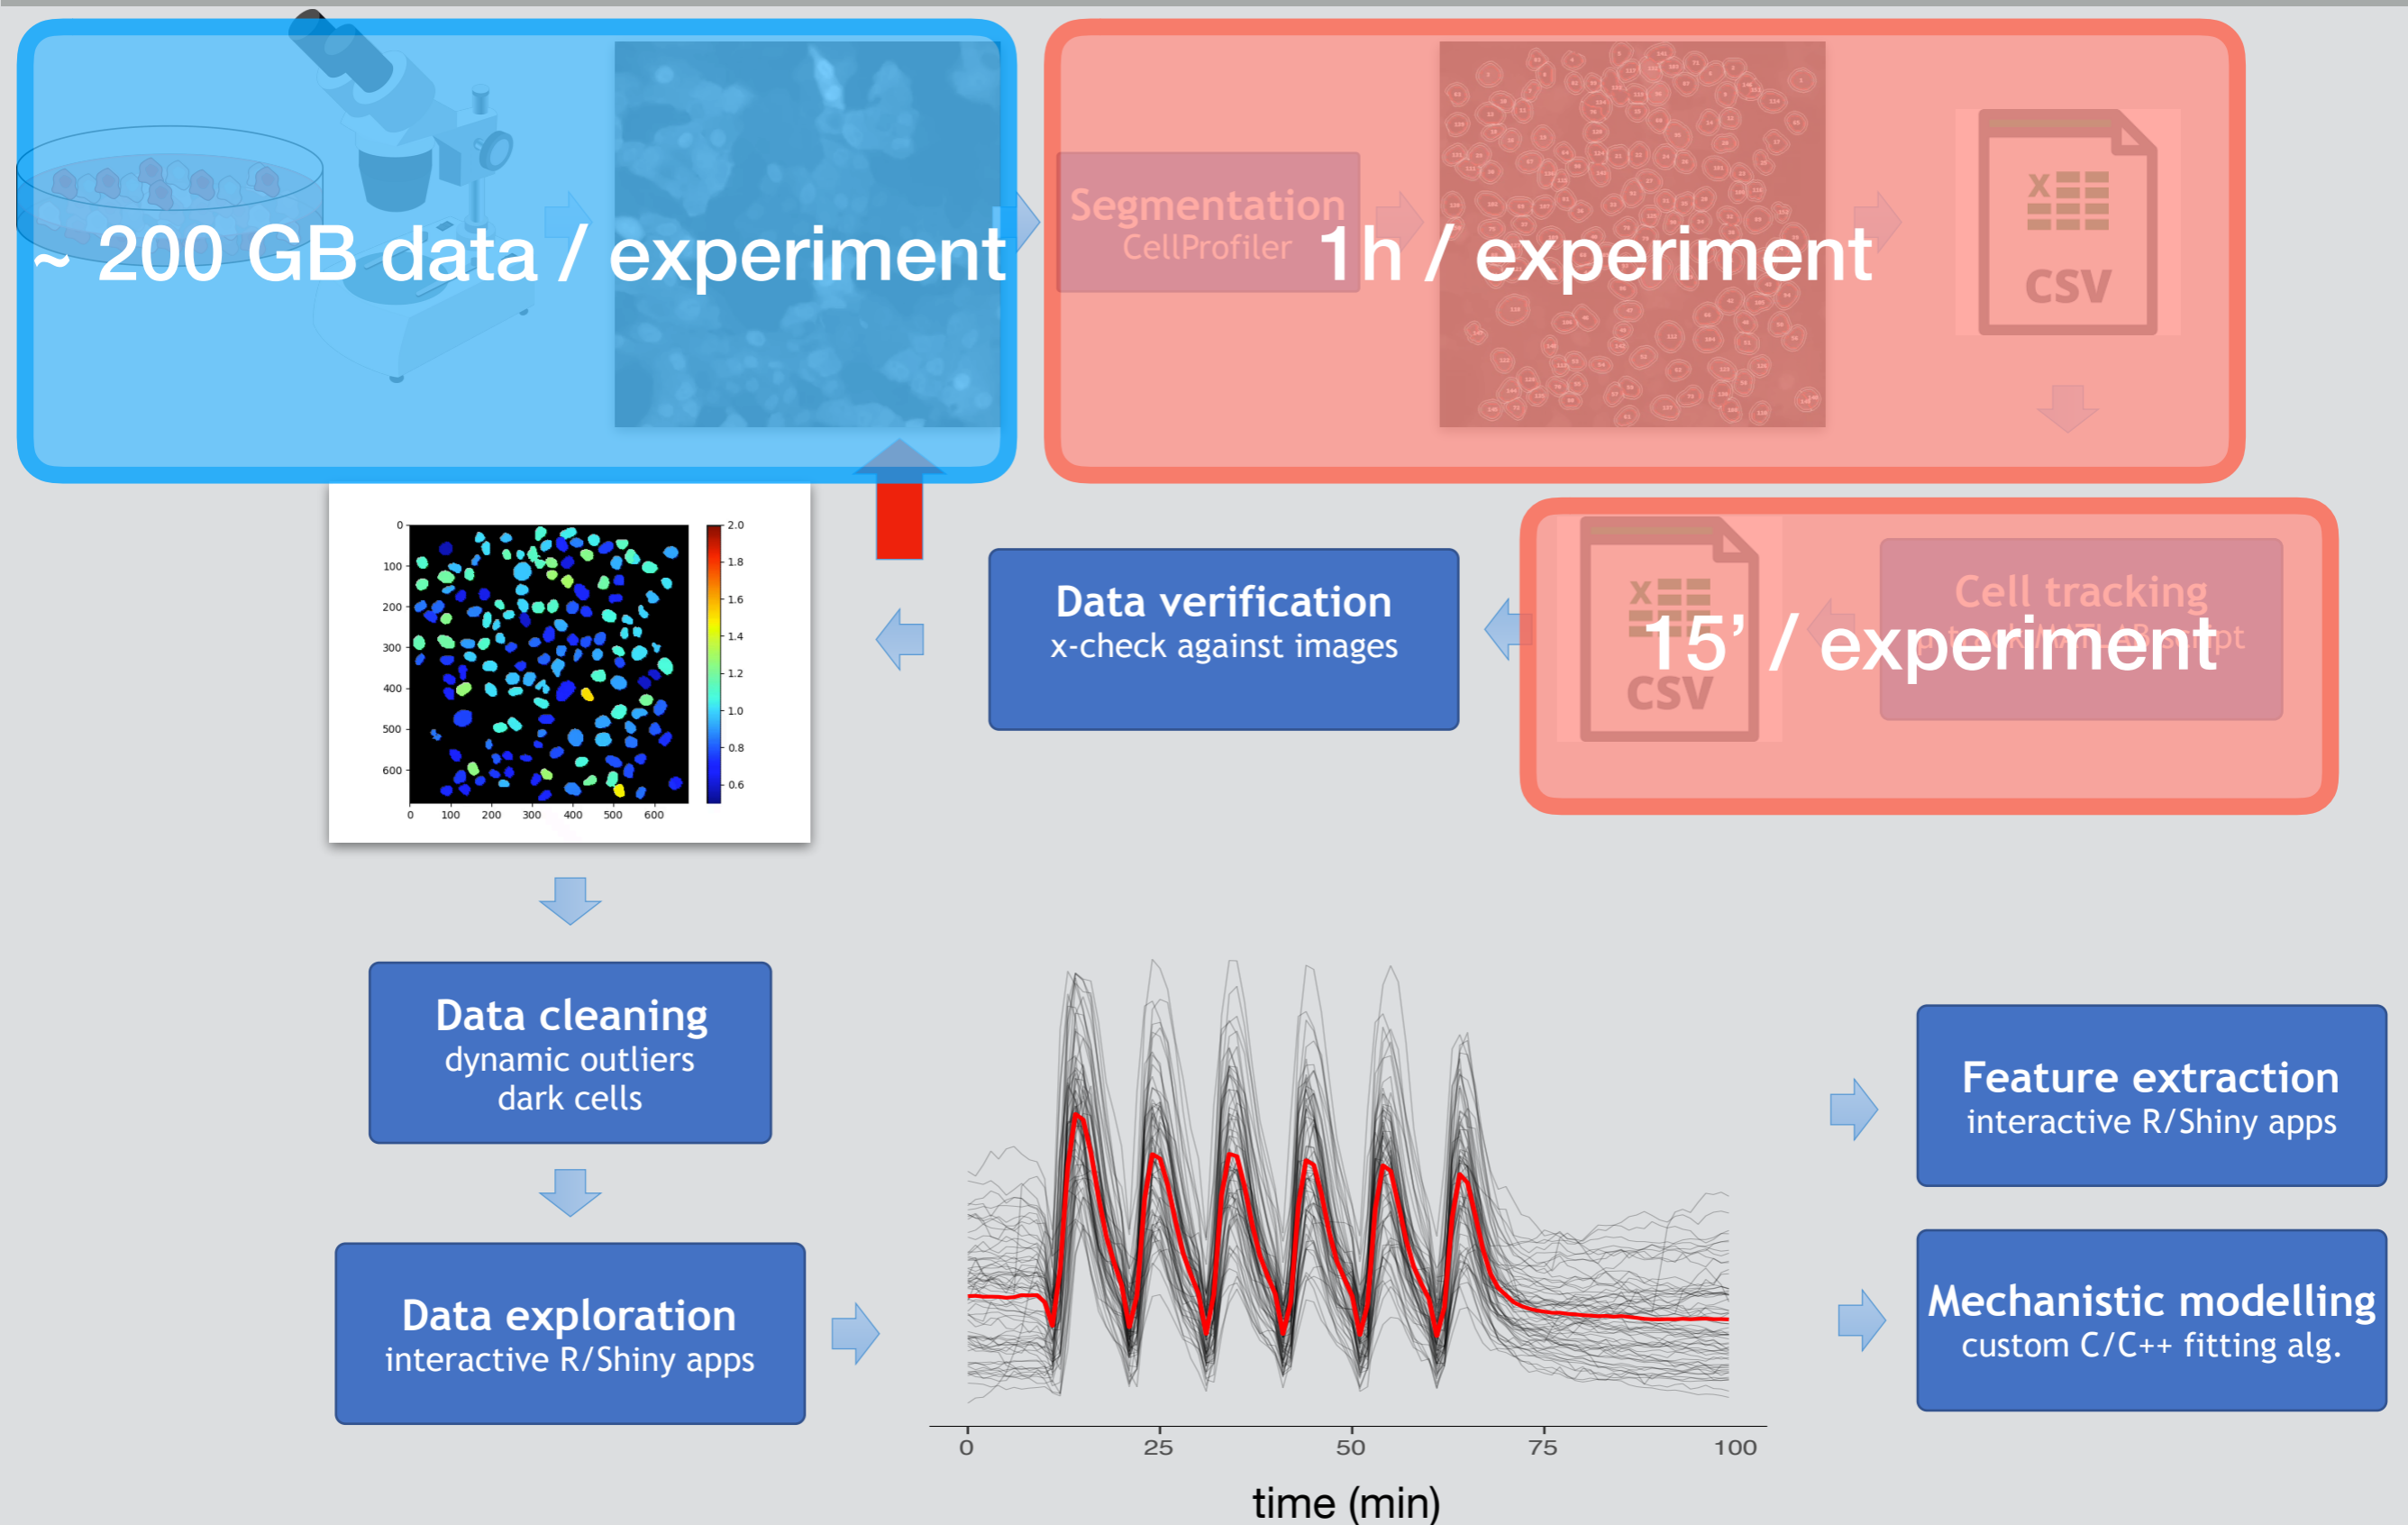 ~ 200 GB data / experiment
Segmentation
CellProfiler
1h / experiment
X
CSV
X
CSV
Cell tracking
15’ / experiment
Data verification
x-check against images
0
100
200
300
400
500
600
0 100 200 300 400 500 600
2.0
1.8
1.6
1.4
1.2
1.0
0.8
0.6
Data cleaning
dynamic outliers
dark cells
Data exploration
interactive R/Shiny apps
0 25 50 75 100
time (min)
Feature extraction
interactive R/Shiny apps
Mechanistic modelling
custom C/C++ fitting alg.